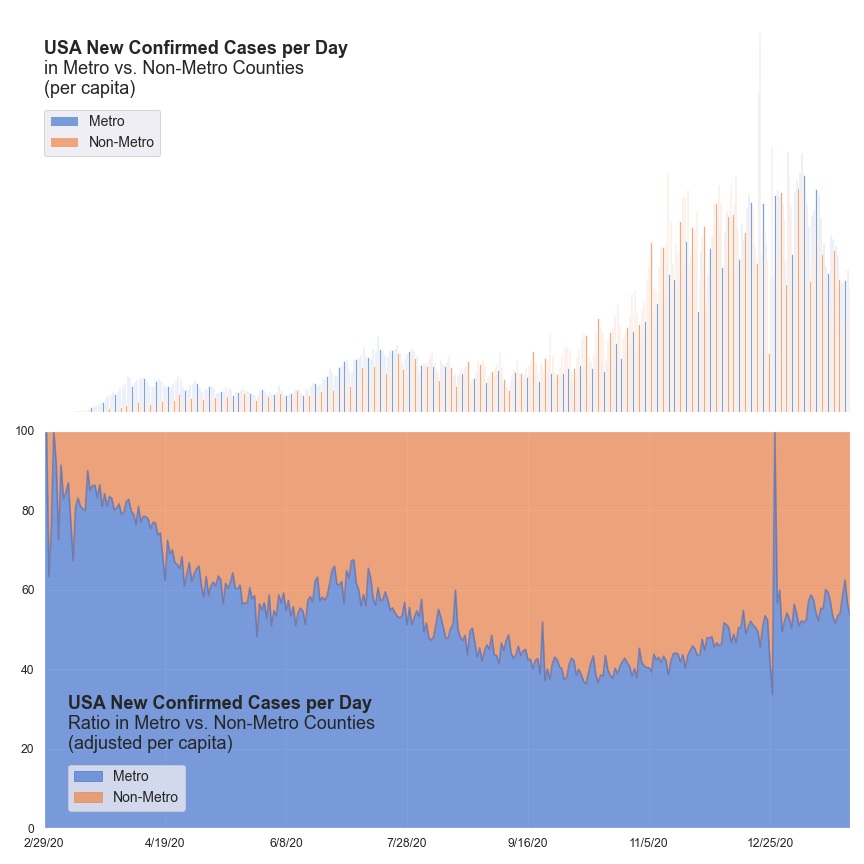 USA New Confirmed Cases per Day
in Metro vs. Non-Metro Counties
(per capita)
Metro
Non-Metro
100
80
60
40
20
0
USA New Confirmed Cases per Day
Ratio in Metro vs. Non-Metro Counties
(adjusted per capita)
Metro
Non-Metro
2/29/20 4/19/20 6/8/20 7/28/20 9/16/20 11/5/20 12/25/20